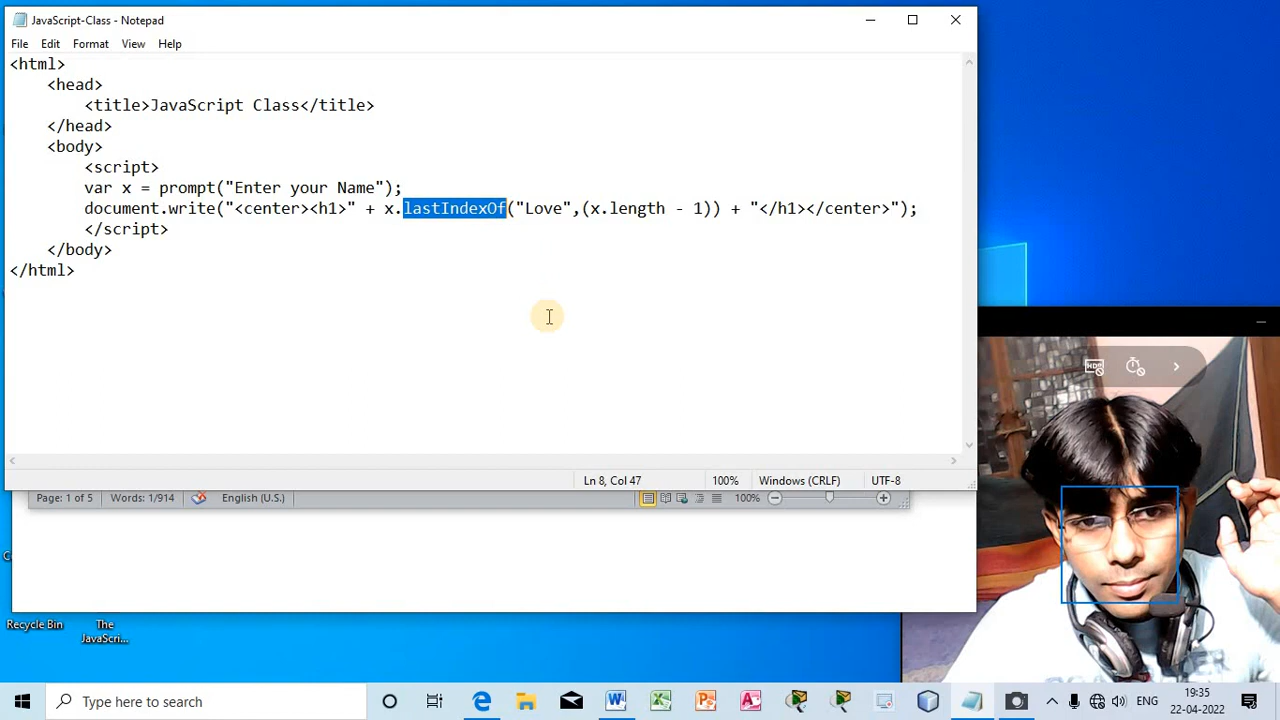 JavaScript-Class - Notepad
File Edit Format View Help
<html>
<head>
<title>JavaScript Class</title>
</head>
<body>
<script>
var x = prompt("Enter your Name");
document.write("<center><h1>" + x.lastIndexOf("Love",(x.length - 1)) + "</h1></center>");
</script>
</body>
</html>
Ln 8, Col 47 100% Windows (CRLF) UTF-8
Page: 1 of 5 Words: 1/914 English (U.S.) 100%
HDR
Recycle Bin
The
JavaScri...
Type here to search
ENG
19:35
22-04-2022